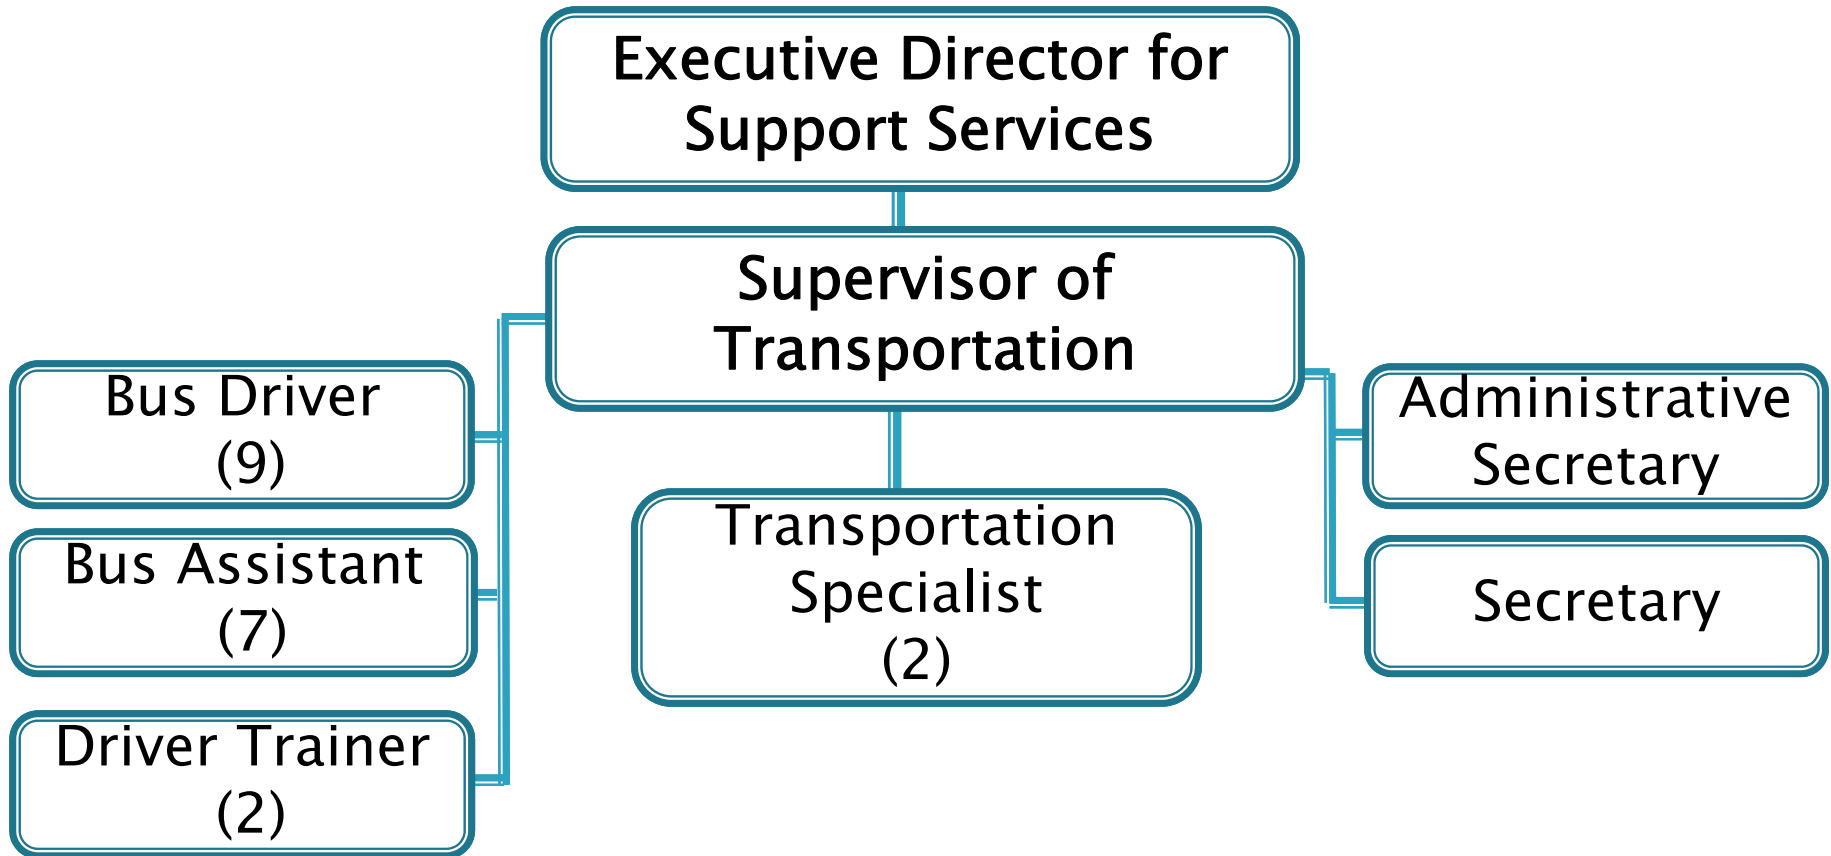 Executive Director for
Support Services
Supervisor of
Transportation
Bus Driver
(9)
Bus Assistant
(7)
Driver Trainer
(2)
Transportation
Specialist
(2)
Administrative
Secretary
Secretary